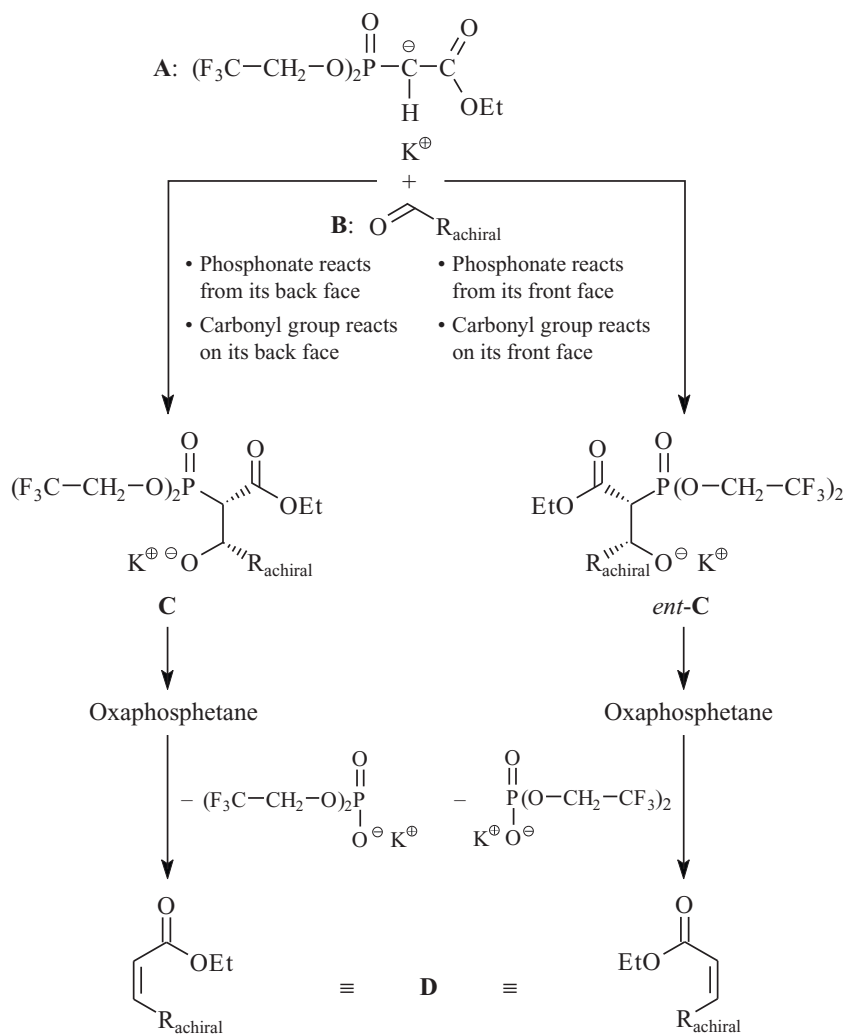 A: (F₃C—CH₂—O)₂P—C—C
O
⊖
O
H
OEt
K⊕
+
B: O
Rachiral
• Phosphonate reacts from its back face
• Carbonyl group reacts on its back face
• Phosphonate reacts from its front face
• Carbonyl group reacts on its front face
O
O
(F₃C—CH₂—O)₂P
OEt
K⊕ ⊖O
Rachiral
C
O
O
EtO
P(O—CH₂—CF₃)₂
Rachiral
O⊖ K⊕
ent-C
Oxaphosphetane
Oxaphosphetane
O
– (F₃C—CH₂—O)₂P
O⊖ K⊕
O
– P(O—CH₂—CF₃)₂
K⊕ O⊖
O
OEt
Rachiral
≡ D ≡
O
EtO
Rachiral